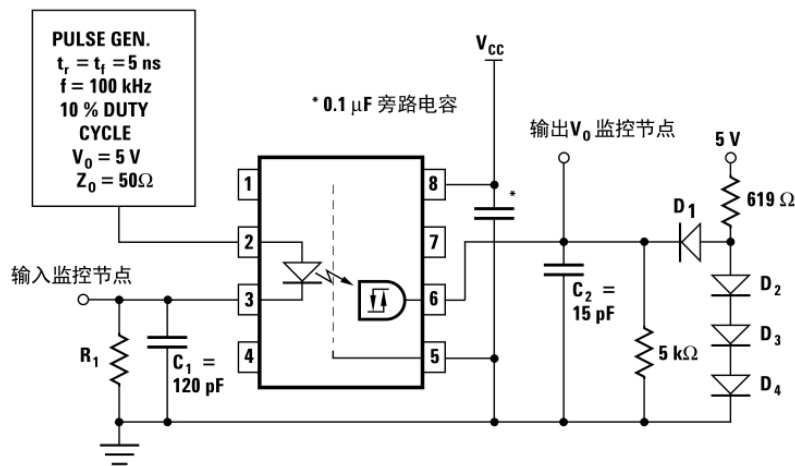 PULSE GEN.
t_r = t_f = 5 ns
f = 100 kHz
10 % DUTY
CYCLE
V_O = 5 V
Z_O = 50Ω
V_CC
* 0.1 μF 旁路电容
输出V_O 监控节点
5 V
619 Ω
*
D_1
1
8
2
7
输入监控节点
3
6
4
5
R_1
C_1 =
120 pF
C_2 =
15 pF
5 kΩ
D_2
D_3
D_4